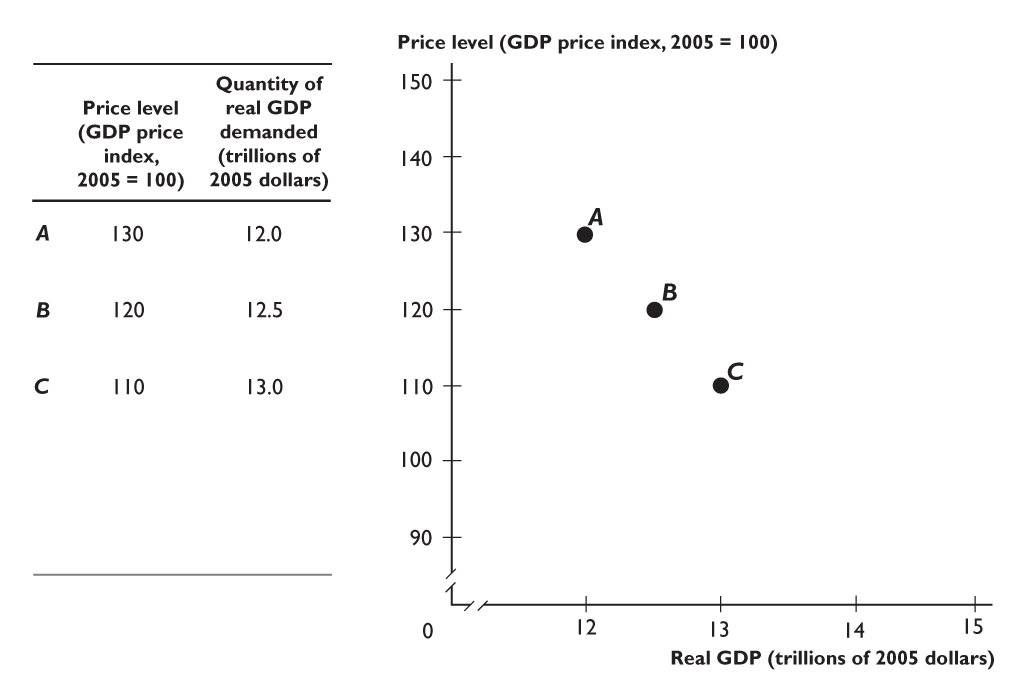 Price level
(GDP price
index,
2005 = 100)
Quantity of
real GDP
demanded
(trillions of
2005 dollars)
A 130 12.0
B 120 12.5
C 110 13.0
Price level (GDP price index, 2005 = 100)
150
140
130
120
110
100
90
0
A
B
C
12 13 14 15
Real GDP (trillions of 2005 dollars)